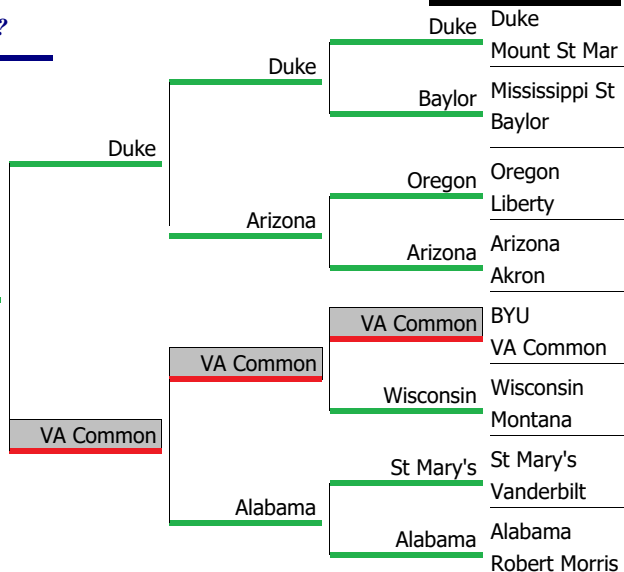 ?
Duke
Duke
Mount St Mar
Duke
Baylor
Mississippi St
Baylor
Duke
Oregon
Oregon
Liberty
Arizona
Arizona
Arizona
Akron
VA Common
BYU
VA Common
VA Common
Wisconsin
Wisconsin
Montana
VA Common
St Mary's
St Mary's
Vanderbilt
Alabama
Alabama
Alabama
Robert Morris